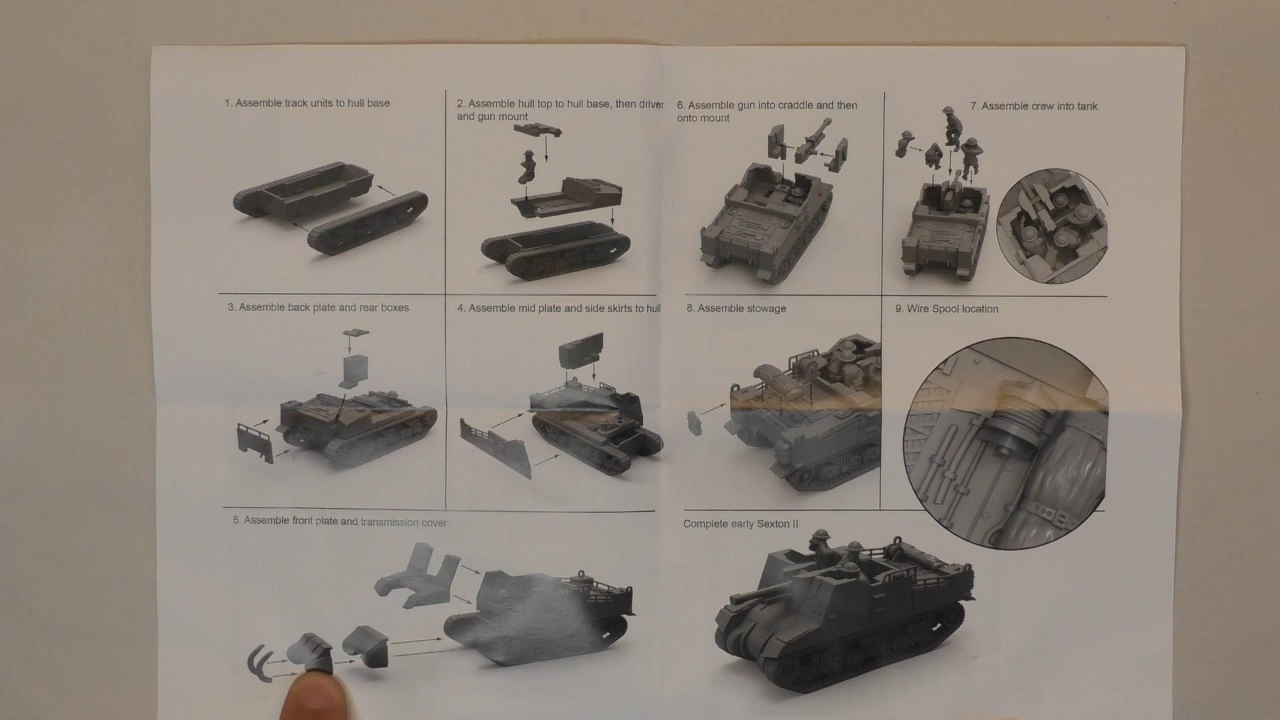 1. Assemble track units to hull base
2. Assemble hull top to hull base, then driver
and gun mount
3. Assemble back plate and rear boxes
4. Assemble mid plate and side skirts to hull
5. Assemble front plate and transmission cover
6. Assemble gun into craddle and then
onto mount
7. Assemble crew into tank
8. Assemble stowage
9. Wire Spool location
Complete early Sexton II